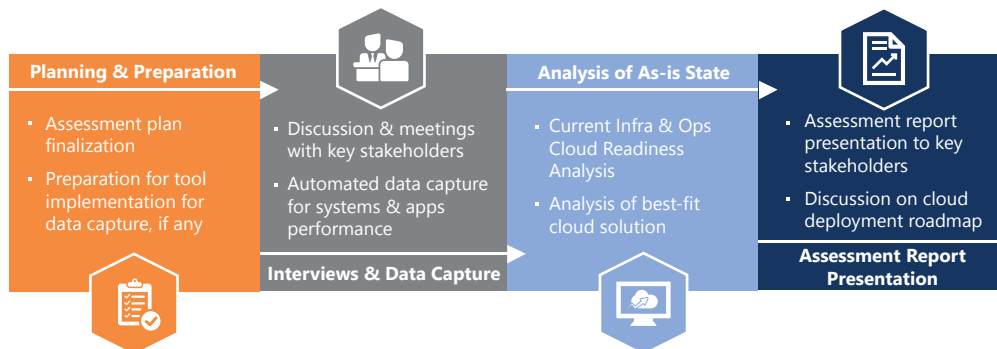 Planning & Preparation
▪ Assessment plan
finalization
▪ Preparation for tool
implementation for
data capture, if any
▪ Discussion & meetings
with key stakeholders
▪ Automated data capture
for systems & apps
performance
Interviews & Data Capture
Analysis of As-is State
▪ Current Infra & Ops
Cloud Readiness
Analysis
▪ Analysis of best-fit
cloud solution
▪ Assessment report
presentation to key
stakeholders
▪ Discussion on cloud
deployment roadmap
Assessment Report
Presentation